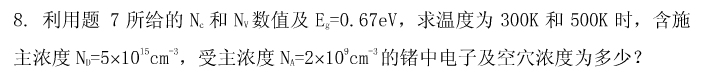 8. 利用题 7 所给的 Nc 和 NV 数值及 Eg=0.67eV，求温度为 300K 和 500K 时，含施
主浓度 ND=5×10¹⁵cm⁻³，受主浓度 NA=2×10⁹cm⁻³ 的锗中电子及空穴浓度为多少？